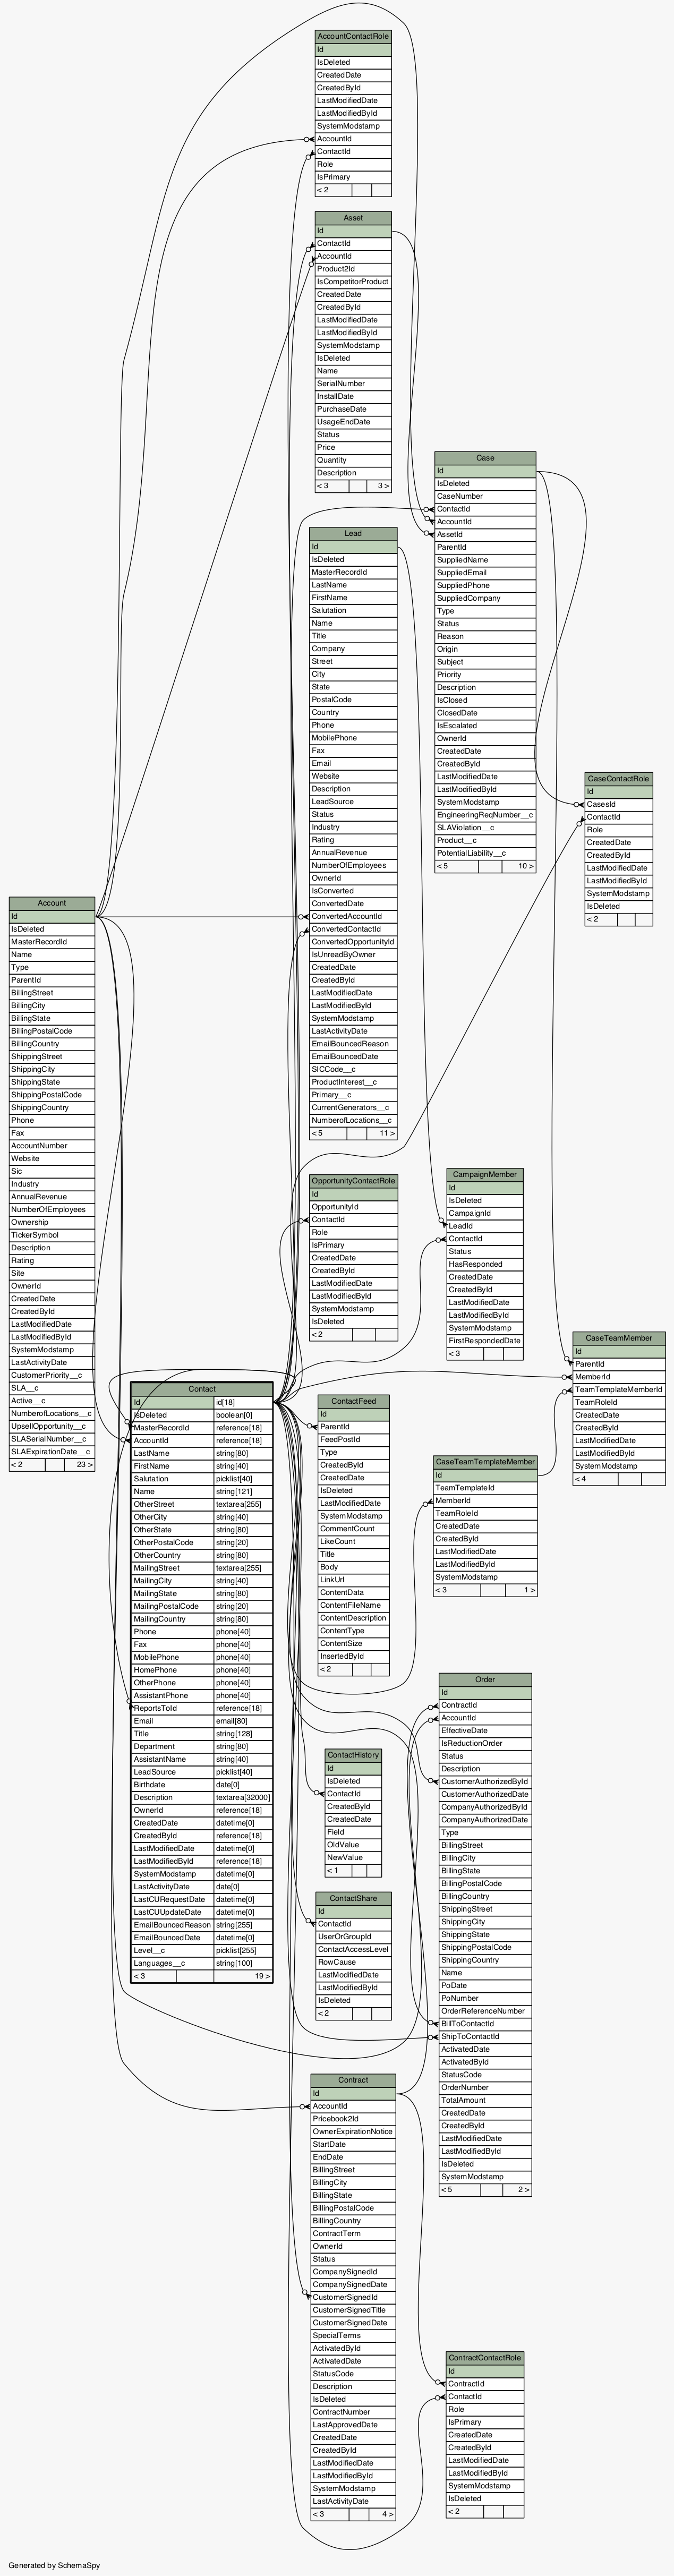 AccountContactRole
Id
IsDeleted
CreatedDate
CreatedById
LastModifiedDate
LastModifiedById
SystemModstamp
AccountId
ContactId
Role
IsPrimary
< 2
Asset
Id
ContactId
AccountId
Product2Id
IsCompetitorProduct
CreatedDate
CreatedById
LastModifiedDate
LastModifiedById
SystemModstamp
IsDeleted
Name
SerialNumber
InstallDate
PurchaseDate
UsageEndDate
Status
Price
Quantity
Description
< 3 3 >
Case
Id
IsDeleted
CaseNumber
ContactId
AccountId
AssetId
ParentId
SuppliedName
SuppliedEmail
SuppliedPhone
SuppliedCompany
Type
Status
Reason
Origin
Subject
Priority
Description
IsClosed
ClosedDate
IsEscalated
OwnerId
CreatedDate
CreatedById
LastModifiedDate
LastModifiedById
SystemModstamp
EngineeringReqNumber__c
SLAViolation__c
Product__c
PotentialLiability__c
< 5 10 >
Lead
Id
IsDeleted
MasterRecordId
LastName
FirstName
Salutation
Name
Title
Company
Street
City
State
PostalCode
Country
Phone
MobilePhone
Fax
Email
Website
Description
LeadSource
Status
Industry
Rating
AnnualRevenue
NumberOfEmployees
OwnerId
IsConverted
ConvertedDate
ConvertedAccountId
ConvertedContactId
ConvertedOpportunityId
IsUnreadByOwner
CreatedDate
CreatedById
LastModifiedDate
LastModifiedById
SystemModstamp
LastActivityDate
EmailBouncedReason
EmailBouncedDate
SICCode__c
ProductInterest__c
Primary__c
CurrentGenerators__c
NumberofLocations__c
< 5 11 >
CaseContactRole
Id
CasesId
ContactId
Role
CreatedDate
CreatedById
LastModifiedDate
LastModifiedById
SystemModstamp
IsDeleted
< 2
Account
Id
IsDeleted
MasterRecordId
Name
Type
ParentId
BillingStreet
BillingCity
BillingState
BillingPostalCode
BillingCountry
ShippingStreet
ShippingCity
ShippingState
ShippingPostalCode
ShippingCountry
Phone
Fax
AccountNumber
Website
Sic
Industry
AnnualRevenue
NumberOfEmployees
Ownership
TickerSymbol
Description
Rating
Site
OwnerId
CreatedDate
CreatedById
LastModifiedDate
LastModifiedById
SystemModstamp
LastActivityDate
CustomerPriority__c
SLA__c
Active__c
NumberofLocations__c
UpsellOpportunity__c
SLASerialNumber__c
SLAExpirationDate__c
< 2 23 >
OpportunityContactRole
Id
OpportunityId
ContactId
Role
IsPrimary
CreatedDate
CreatedById
LastModifiedDate
LastModifiedById
SystemModstamp
IsDeleted
< 2
CampaignMember
Id
IsDeleted
CampaignId
LeadId
ContactId
Status
HasResponded
CreatedDate
CreatedById
LastModifiedDate
LastModifiedById
SystemModstamp
FirstRespondedDate
< 3
CaseTeamMember
Id
ParentId
MemberId
TeamTemplateMemberId
TeamRoleId
CreatedDate
CreatedById
LastModifiedDate
LastModifiedById
SystemModstamp
< 4
Contact
Id id[18]
IsDeleted boolean[0]
MasterRecordId reference[18]
AccountId reference[18]
LastName string[80]
FirstName string[40]
Salutation picklist[40]
Name string[121]
OtherStreet textarea[255]
OtherCity string[40]
OtherState string[80]
OtherPostalCode string[20]
OtherCountry string[80]
MailingStreet textarea[255]
MailingCity string[40]
MailingState string[80]
MailingPostalCode string[20]
MailingCountry string[80]
Phone phone[40]
Fax phone[40]
MobilePhone phone[40]
HomePhone phone[40]
OtherPhone phone[40]
AssistantPhone phone[40]
ReportsToId reference[18]
Email email[80]
Title string[128]
Department string[80]
AssistantName string[40]
LeadSource picklist[40]
Birthdate date[0]
Description textarea[32000]
OwnerId reference[18]
CreatedDate datetime[0]
CreatedById reference[18]
LastModifiedDate datetime[0]
LastModifiedById reference[18]
SystemModstamp datetime[0]
LastActivityDate date[0]
LastCURequestDate datetime[0]
LastCUUpdateDate datetime[0]
EmailBouncedReason string[255]
EmailBouncedDate datetime[0]
Level__c picklist[255]
Languages__c string[100]
< 3 19 >
ContactFeed
Id
ParentId
FeedPostId
Type
CreatedById
CreatedDate
IsDeleted
LastModifiedDate
SystemModstamp
CommentCount
LikeCount
Title
Body
LinkUrl
ContentData
ContentFileName
ContentDescription
ContentType
ContentSize
InsertedById
< 2
CaseTeamTemplateMember
Id
TeamTemplateId
MemberId
TeamRoleId
CreatedDate
CreatedById
LastModifiedDate
LastModifiedById
SystemModstamp
< 3 1 >
Order
Id
ContractId
AccountId
EffectiveDate
IsReductionOrder
Status
Description
CustomerAuthorizedById
CustomerAuthorizedDate
CompanyAuthorizedById
CompanyAuthorizedDate
Type
BillingStreet
BillingCity
BillingState
BillingPostalCode
BillingCountry
ShippingStreet
ShippingCity
ShippingState
ShippingPostalCode
ShippingCountry
Name
PoDate
PoNumber
OrderReferenceNumber
BillToContactId
ShipToContactId
ActivatedDate
ActivatedById
StatusCode
OrderNumber
TotalAmount
CreatedDate
CreatedById
LastModifiedDate
LastModifiedById
IsDeleted
SystemModstamp
< 5 2 >
ContactHistory
Id
IsDeleted
ContactId
CreatedById
CreatedDate
Field
OldValue
NewValue
< 1
ContactShare
Id
ContactId
UserOrGroupId
ContactAccessLevel
RowCause
LastModifiedDate
LastModifiedById
IsDeleted
< 2
Contract
Id
AccountId
Pricebook2Id
OwnerExpirationNotice
StartDate
EndDate
BillingStreet
BillingCity
BillingState
BillingPostalCode
BillingCountry
ContractTerm
OwnerId
Status
CompanySignedId
CompanySignedDate
CustomerSignedId
CustomerSignedTitle
CustomerSignedDate
SpecialTerms
ActivatedById
ActivatedDate
StatusCode
Description
IsDeleted
ContractNumber
LastApprovedDate
CreatedDate
CreatedById
LastModifiedDate
LastModifiedById
SystemModstamp
LastActivityDate
< 3 4 >
ContractContactRole
Id
ContractId
ContactId
Role
IsPrimary
CreatedDate
CreatedById
LastModifiedDate
LastModifiedById
SystemModstamp
IsDeleted
< 2
Generated by SchemaSpy